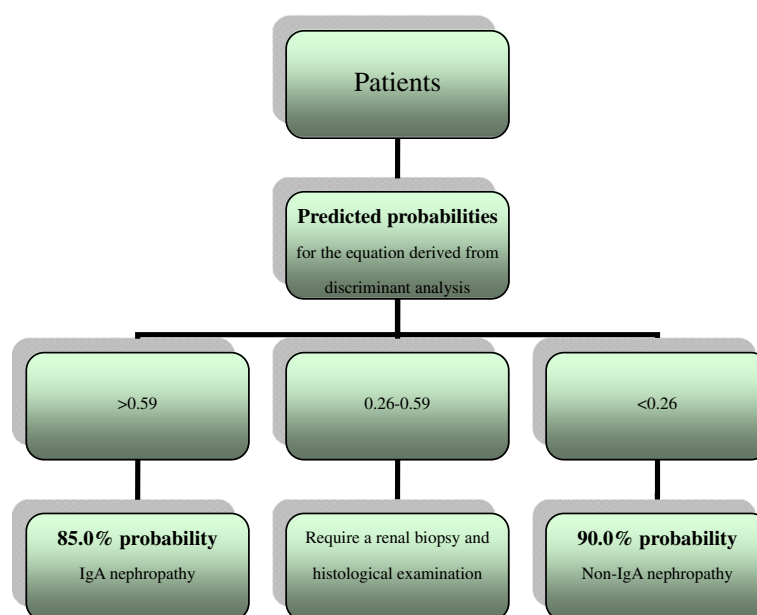 Patients
Predicted probabilities
for the equation derived from
discriminant analysis
>0.59
0.26-0.59
<0.26
85.0% probability
IgA nephropathy
Require a renal biopsy and
histological examination
90.0% probability
Non-IgA nephropathy